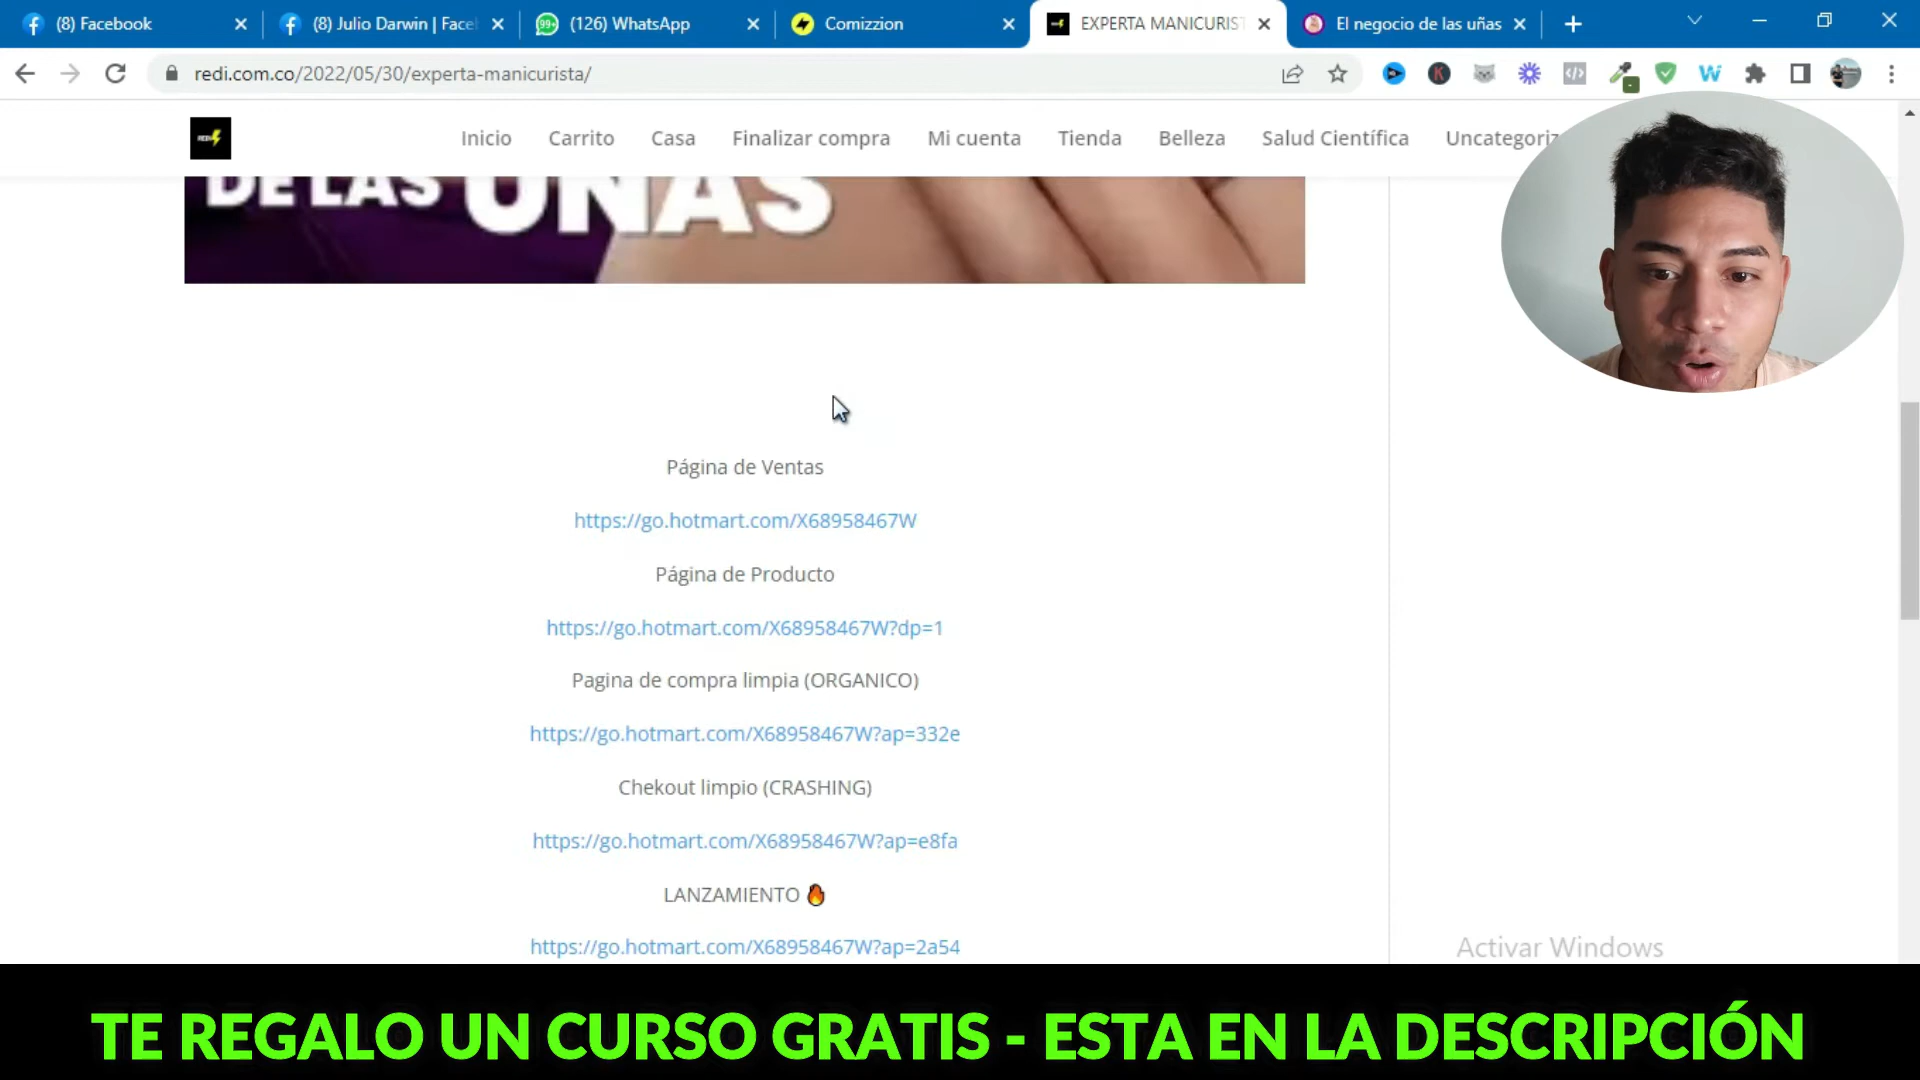 (8) Facebook
(8) Julio Darwin | Face
99+
(126) WhatsApp
Comizzion
EXPERTA MANICURIST
El negocio de las uñas
redi.com.co/2022/05/30/experta-manicurista/
REDI
Inicio
Carrito
Casa
Finalizar compra
Mi cuenta
Tienda
Belleza
Salud Científica
Uncategoriz
DE LAS UÑAS
Página de Ventas
https://go.hotmart.com/X68958467W
Página de Producto
https://go.hotmart.com/X68958467W?dp=1
Pagina de compra limpia (ORGANICO)
https://go.hotmart.com/X68958467W?ap=332e
Chekout limpio (CRASHING)
https://go.hotmart.com/X68958467W?ap=e8fa
LANZAMIENTO 🔥
https://go.hotmart.com/X68958467W?ap=2a54
Activar Windows
TE REGALO UN CURSO GRATIS - ESTA EN LA DESCRIPCIÓN